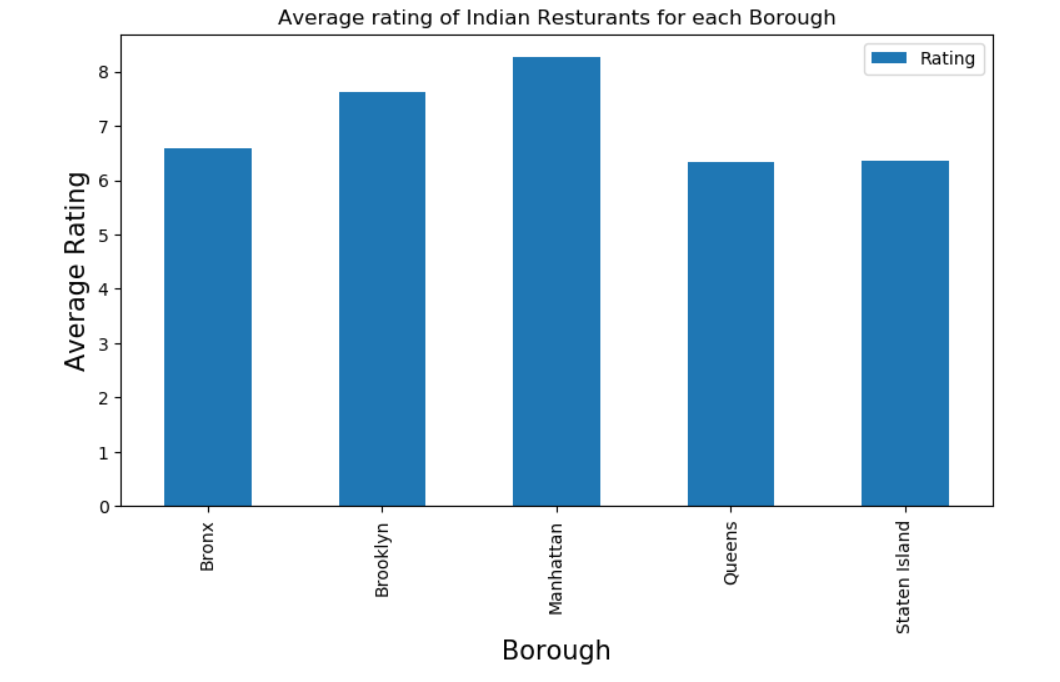 Average rating of Indian Resturants for each Borough
Rating
Average Rating
8
7
6
5
4
3
2
1
0
Bronx
Brooklyn
Manhattan
Queens
Staten Island
Borough